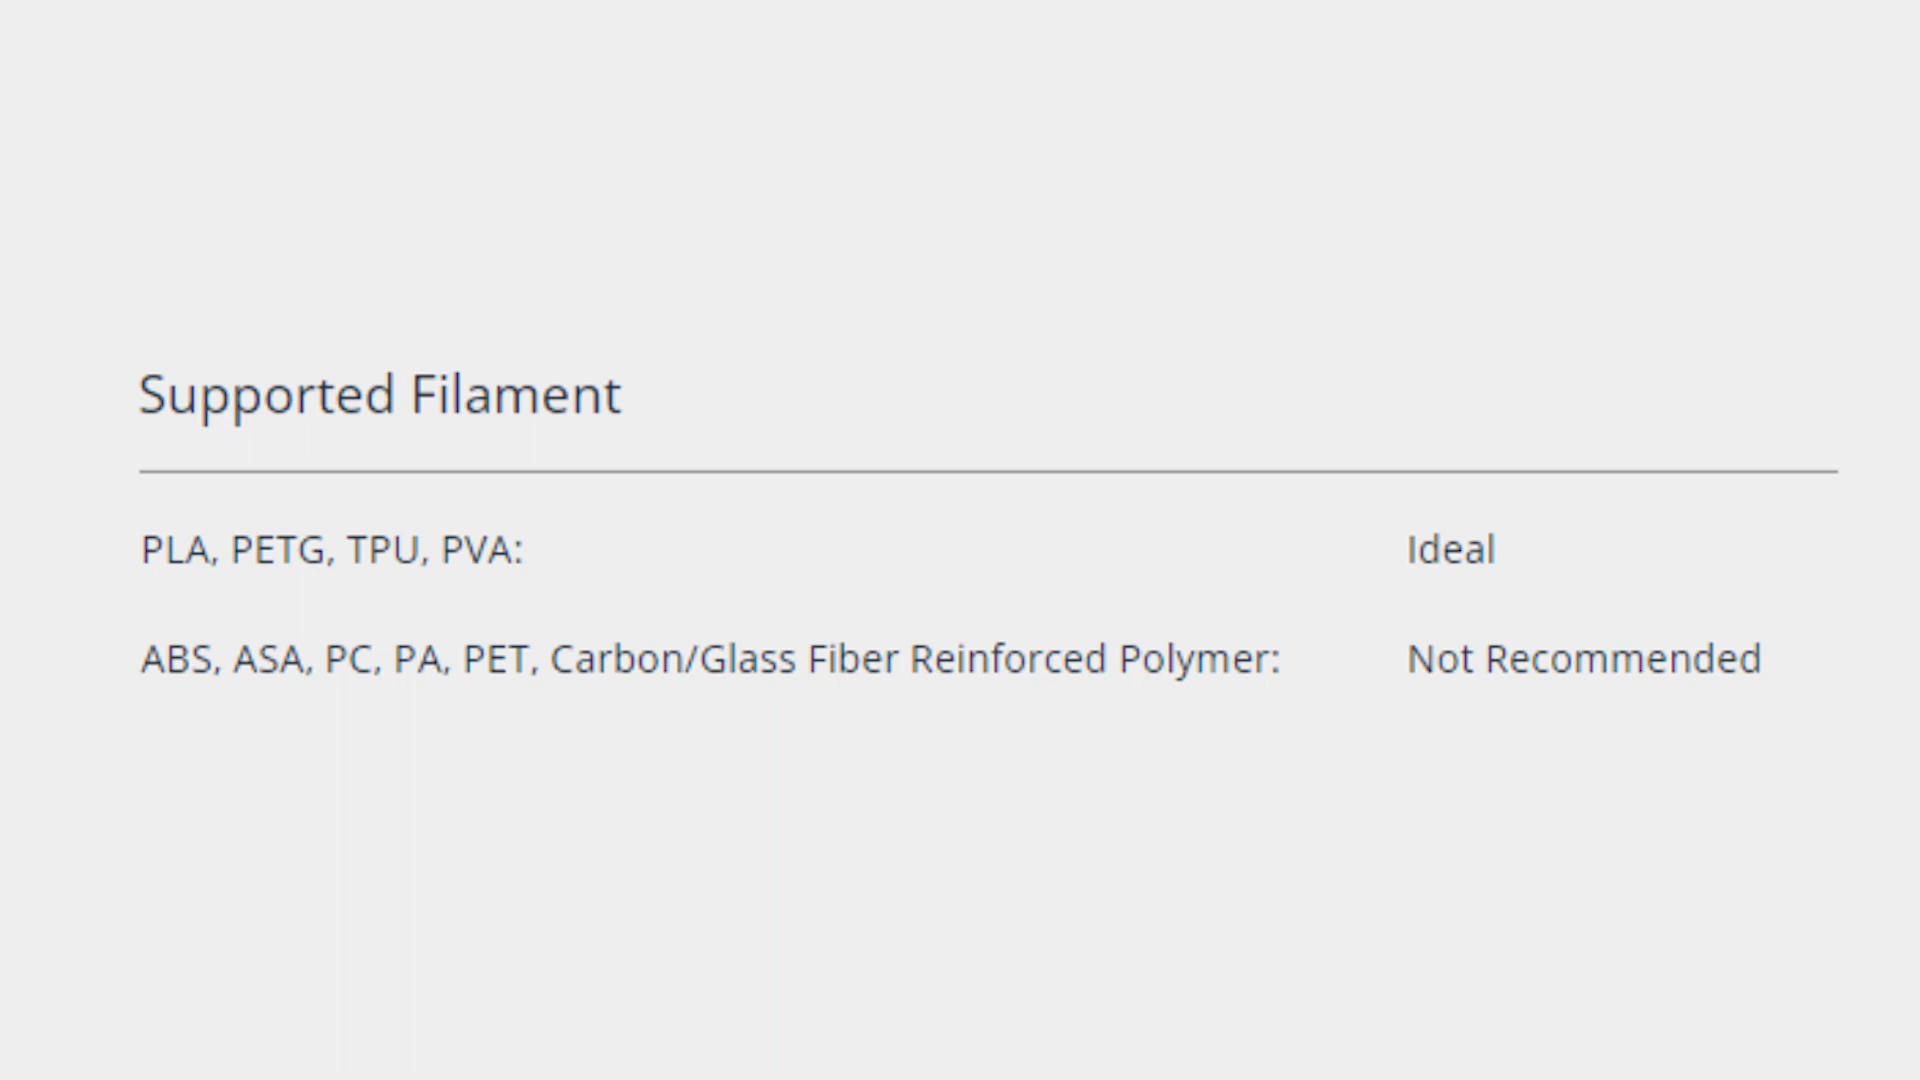 Supported Filament
PLA, PETG, TPU, PVA: Ideal
ABS, ASA, PC, PA, PET, Carbon/Glass Fiber Reinforced Polymer: Not Recommended